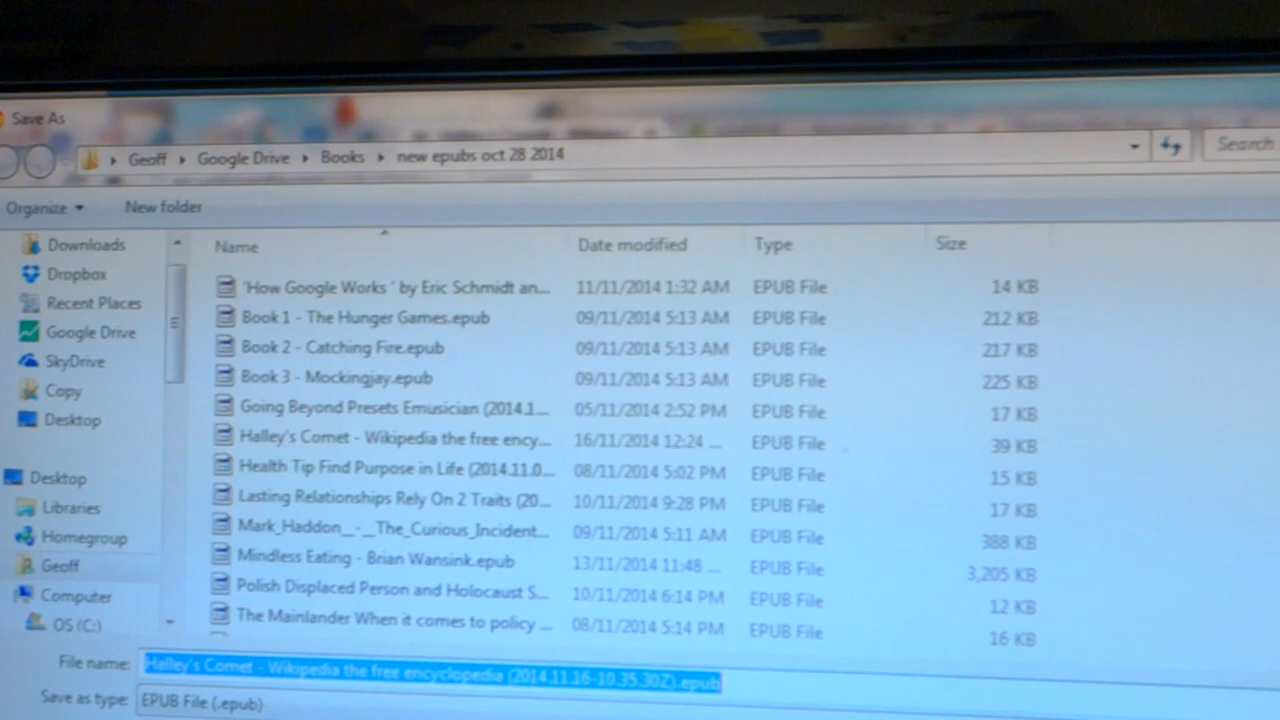 Save As
Geoff Google Drive Books new epubs oct 28 2014
Search
Organize New folder
Name Date modified Type Size
Downloads
Dropbox
Recent Places
Google Drive
SkyDrive
Copy
Desktop
Desktop
Libraries
Homegroup
Geoff
Computer
OS (C:)
'How Google Works ' by Eric Schmidt an... 11/11/2014 1:32 AM EPUB File 14 KB
Book 1 - The Hunger Games.epub 09/11/2014 5:13 AM EPUB File 212 KB
Book 2 - Catching Fire.epub 09/11/2014 5:13 AM EPUB File 217 KB
Book 3 - Mockingjay.epub 09/11/2014 5:13 AM EPUB File 225 KB
Going Beyond Presets Emusician (2014.1... 05/11/2014 2:52 PM EPUB File 17 KB
Halley's Comet - Wikipedia the free ency... 16/11/2014 12:24 ... EPUB File 39 KB
Health Tip Find Purpose in Life (2014.11.0... 08/11/2014 5:02 PM EPUB File 15 KB
Lasting Relationships Rely On 2 Traits (20... 10/11/2014 9:28 PM EPUB File 17 KB
Mark_Haddon_-_The_Curious_Incident... 09/11/2014 5:11 AM EPUB File 388 KB
Mindless Eating - Brian Wansink.epub 13/11/2014 11:48 ... EPUB File 3,205 KB
Polish Displaced Person and Holocaust S... 10/11/2014 6:14 PM EPUB File 12 KB
The Mainlander When it comes to policy ... 08/11/2014 5:14 PM EPUB File 16 KB
File name: Halley's Comet - Wikipedia the free encyclopedia (2014.11.16-10.35.30Z).epub
Save as type: EPUB File (.epub)